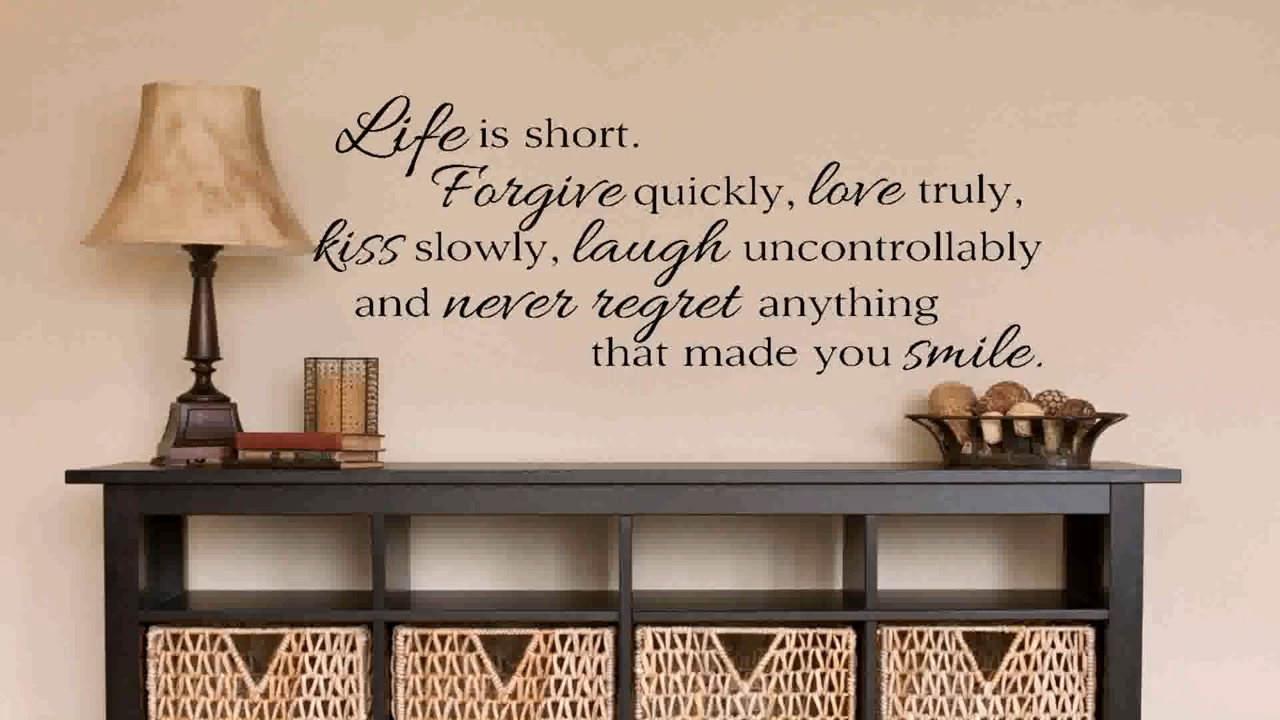 Life is short.
Forgive quickly, love truly,
kiss slowly, laugh uncontrollably
and never regret anything
that made you smile.